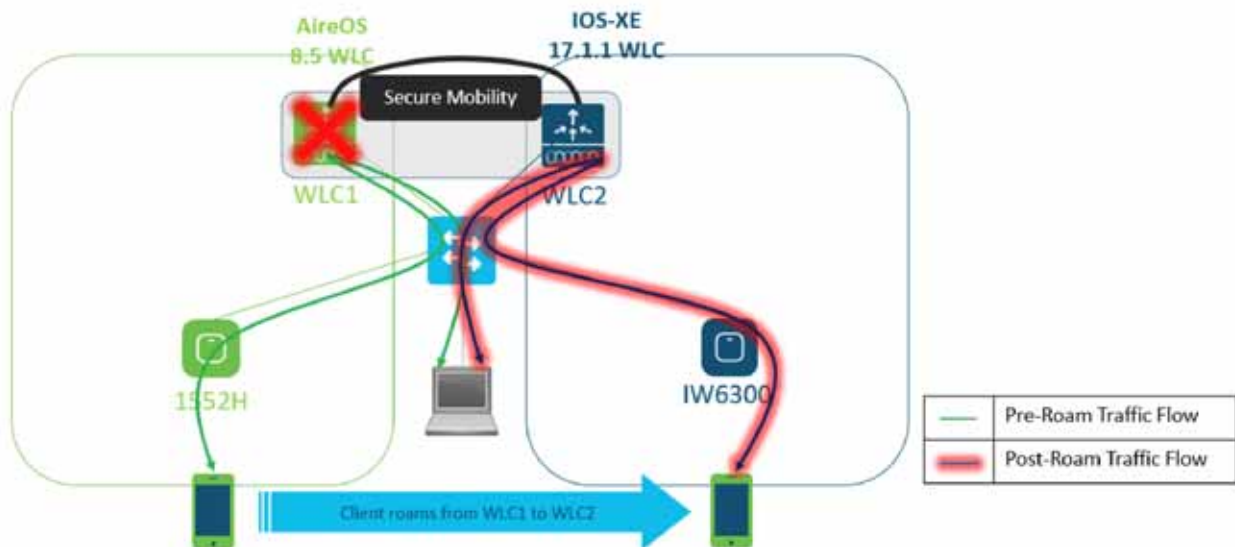 AireOS
8.5 WLC
IOS-XE
17.1.1 WLC
Secure Mobility
WLC1
WLC2
1552H
IW6300
Pre-Roam Traffic Flow
Post-Roam Traffic Flow
Client roams from WLC1 to WLC2